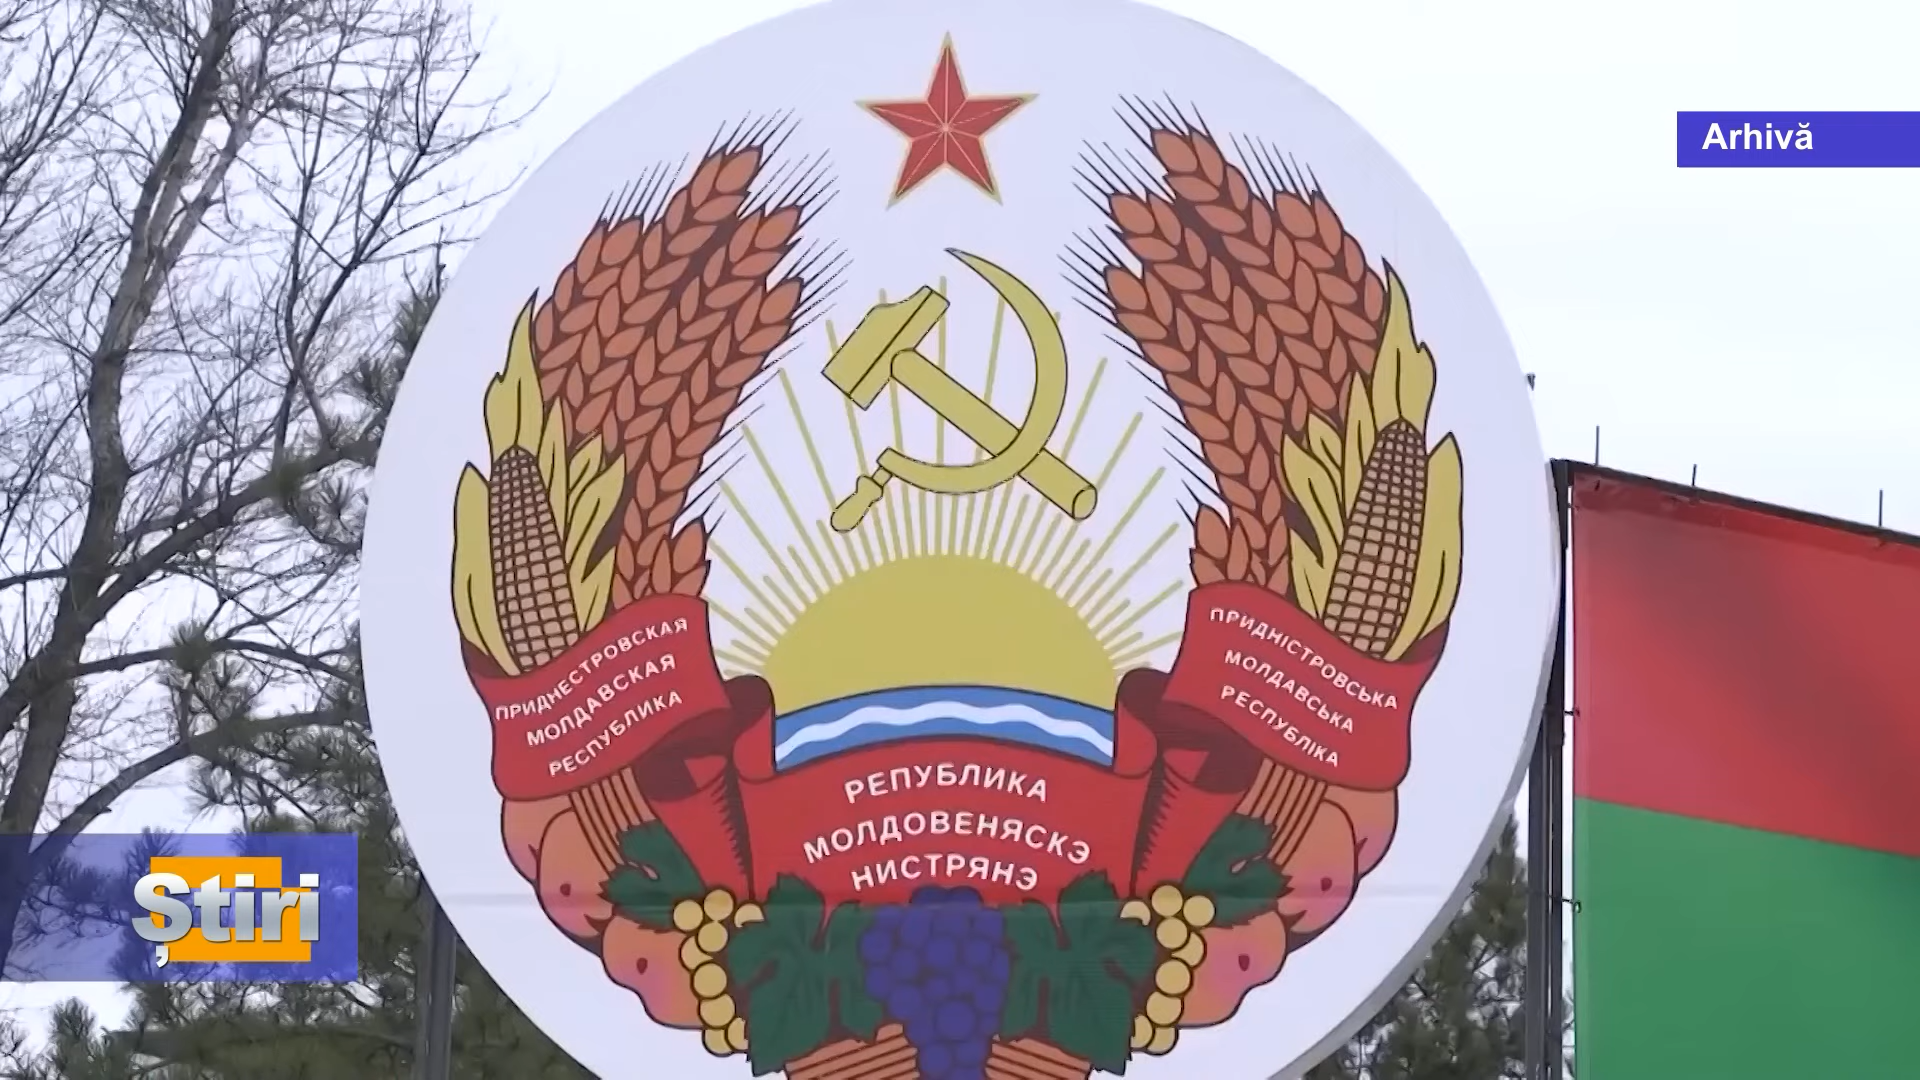 Arhivă
ПРИДНЕСТРОВСКАЯ
МОЛДАВСКАЯ
РЕСПУБЛИКА
ПРИДНІСТРОВСЬКА
МОЛДАВСЬКА
РЕСПУБЛІКА
РЕПУБЛИКА
МОЛДОВЕНЯСКЭ
НИСТРЯНЭ
Știri